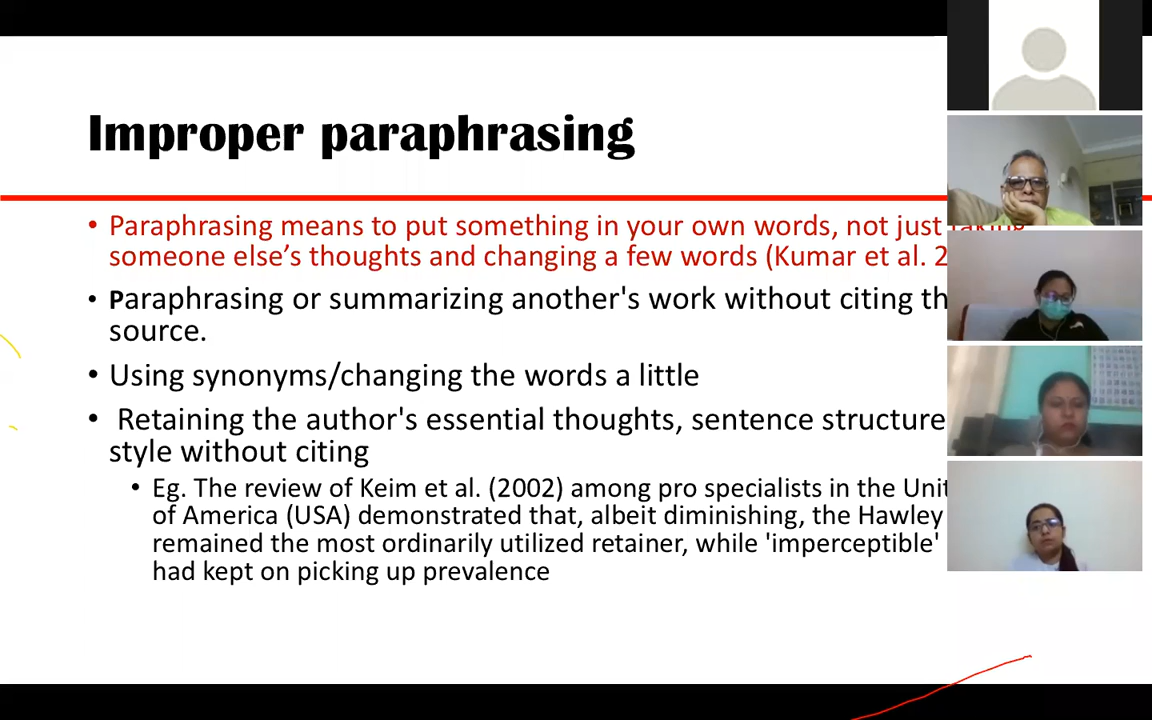 Improper paraphrasing
• Paraphrasing means to put something in your own words, not just taking
someone else’s thoughts and changing a few words (Kumar et al. 2
• Paraphrasing or summarizing another's work without citing th
source.
• Using synonyms/changing the words a little
• Retaining the author's essential thoughts, sentence structure
style without citing
• Eg. The review of Keim et al. (2002) among pro specialists in the Unit
of America (USA) demonstrated that, albeit diminishing, the Hawley
remained the most ordinarily utilized retainer, while 'imperceptible'
had kept on picking up prevalence